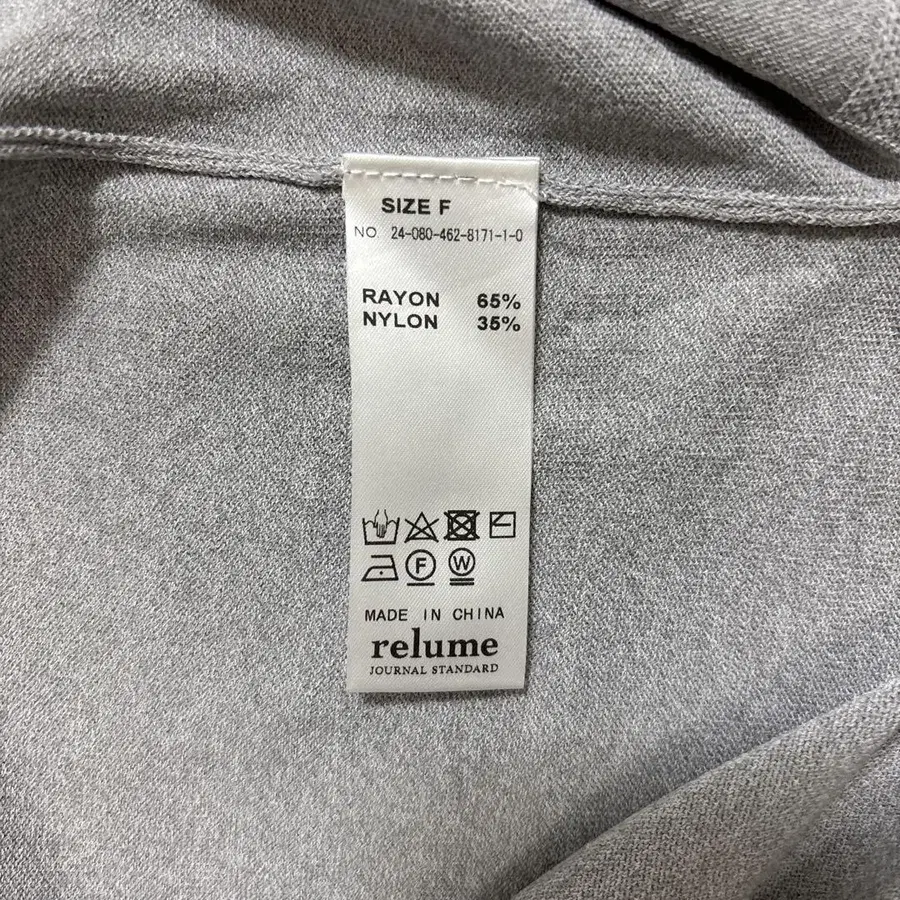 SIZE F
NO 24-080-462-8171-1-0
RAYON 65%
NYLON 35%
F W
MADE IN CHINA
relume
JOURNAL STANDARD